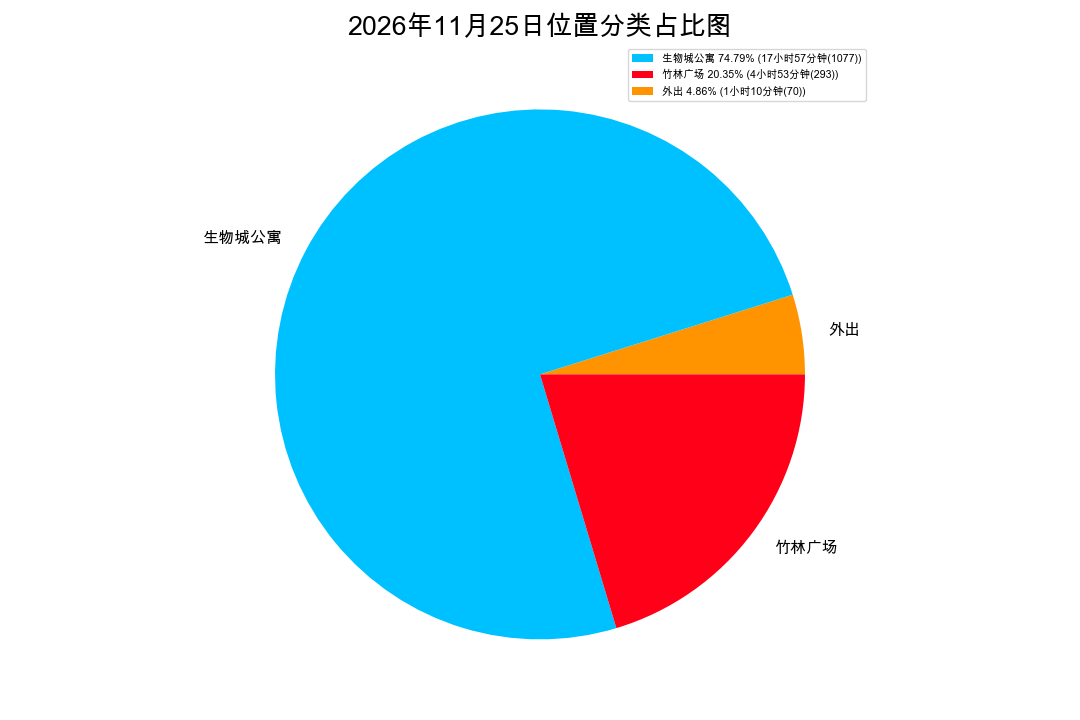 2026年11月25日位置分类占比图
生物城公寓 74.79% (17小时57分钟(1077))
竹林广场 20.35% (4小时53分钟(293))
外出 4.86% (1小时10分钟(70))
生物城公寓
外出
竹林广场